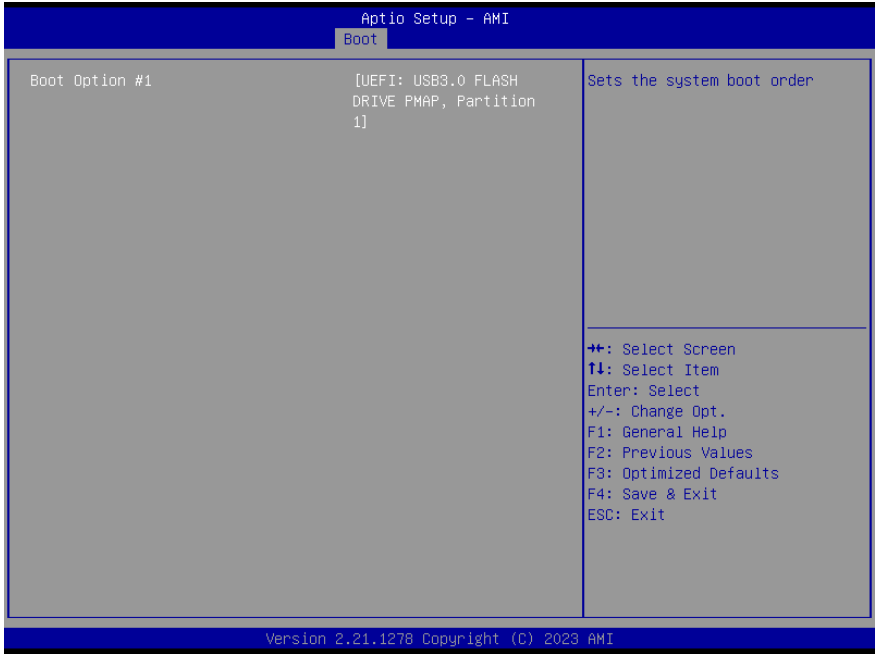 Aptio Setup - AMI
Boot
Boot Option #1
[UEFI: USB3.0 FLASH
DRIVE PMAP, Partition
1]
Sets the system boot order
→←: Select Screen
↑↓: Select Item
Enter: Select
+/-: Change Opt.
F1: General Help
F2: Previous Values
F3: Optimized Defaults
F4: Save & Exit
ESC: Exit
Version 2.21.1278 Copyright (C) 2023 AMI